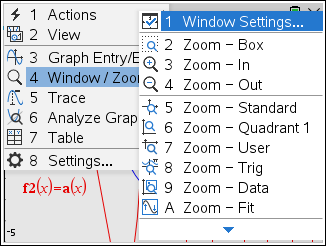 1 Actions
2 View
3 Graph Entry/E
4 Window / Zoo
5 Trace
6 Analyze Grap
7 Table
8 Settings...
1 Window Settings...
2 Zoom – Box
3 Zoom – In
4 Zoom – Out
5 Zoom – Standard
6 Zoom – Quadrant 1
7 Zoom – User
8 Zoom – Trig
9 Zoom – Data
A Zoom – Fit
f2(x)=a(x)
-5